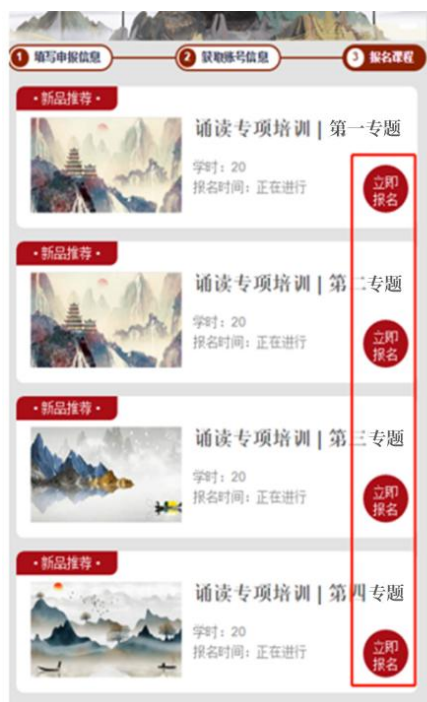 1 填写申报信息
2 获取账号信息
3 报名课程
·新品推荐·
诵读专项培训 | 第一专题
学时：20
报名时间：正在进行
立即
报名
·新品推荐·
诵读专项培训 | 第二专题
学时：20
报名时间：正在进行
立即
报名
·新品推荐·
诵读专项培训 | 第三专题
学时：20
报名时间：正在进行
立即
报名
·新品推荐·
诵读专项培训 | 第四专题
学时：20
报名时间：正在进行
立即
报名